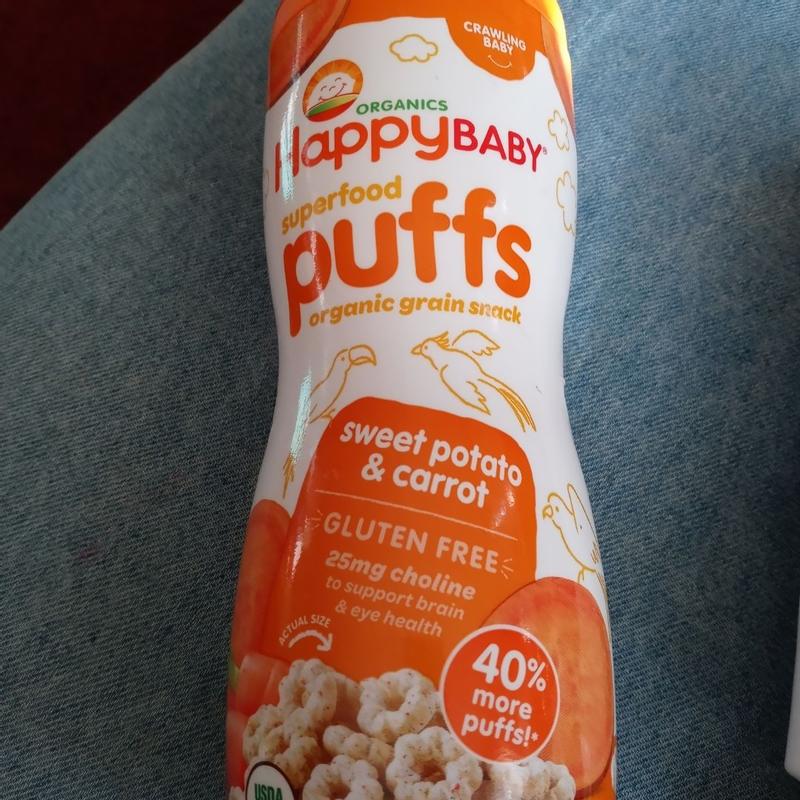 CRAWLING
BABY
ORGANICS
HappyBABY®
superfood
puffs
organic grain snack
sweet potato
& carrot
GLUTEN FREE
25mg choline
to support brain
& eye health
ACTUAL SIZE
40%
more
puffs!*
USDA